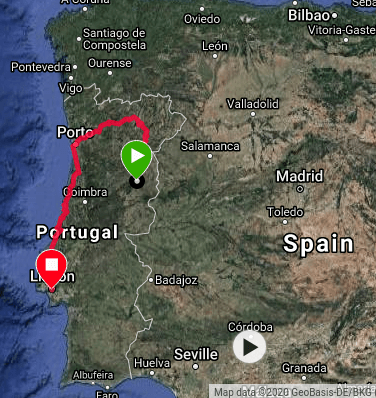 A Coruña
Oviedo
Bilbao
Santiago de
Compostela
León
Vitoria-Gaste
Pontevedra
Ourense
Vigo
Valladolid
Porto
Salamanca
Madrid
Coimbra
Toledo
Portugal
Spain
Badajoz
Córdoba
Huelva
Seville
Albufeira
Granada
Faro
Map data ©2020 GeoBasis-DE/BKG (